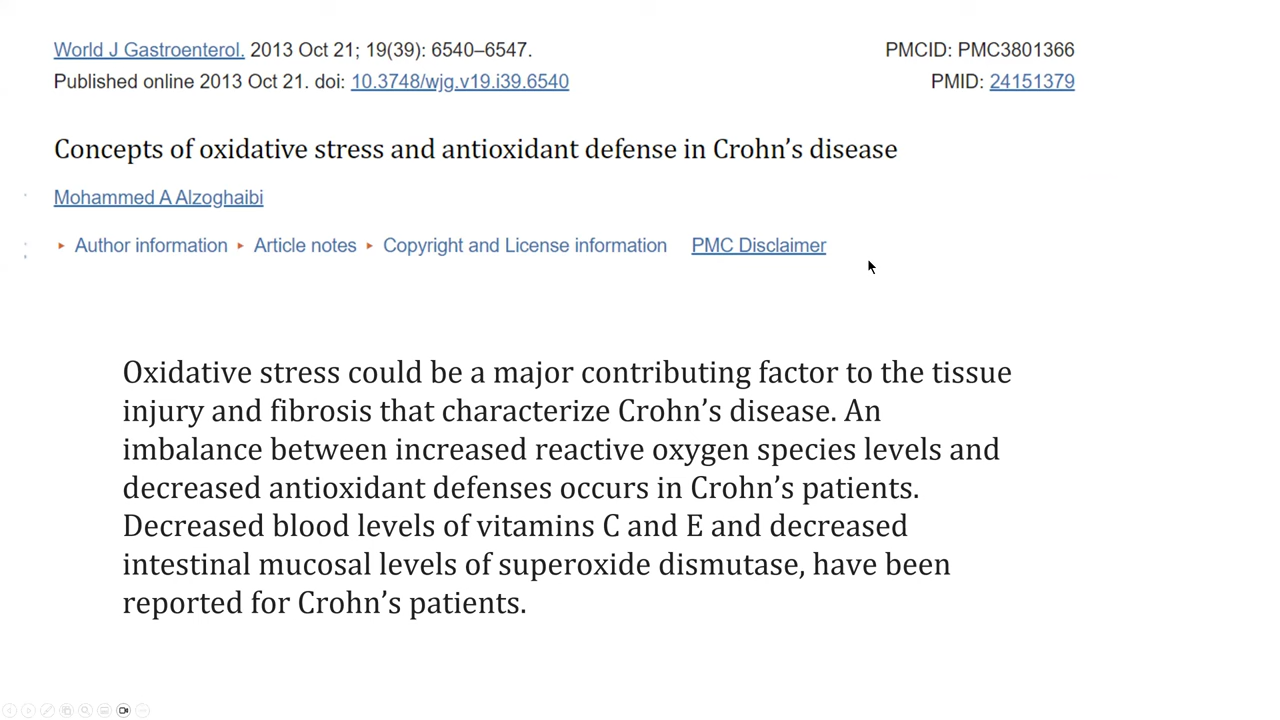 World J Gastroenterol. 2013 Oct 21; 19(39): 6540–6547. PMCID: PMC3801366
Published online 2013 Oct 21. doi: 10.3748/wjg.v19.i39.6540 PMID: 24151379
Concepts of oxidative stress and antioxidant defense in Crohn’s disease
Mohammed A Alzoghaibi
▸ Author information ▸ Article notes ▸ Copyright and License information PMC Disclaimer
Oxidative stress could be a major contributing factor to the tissue
injury and fibrosis that characterize Crohn’s disease. An
imbalance between increased reactive oxygen species levels and
decreased antioxidant defenses occurs in Crohn’s patients.
Decreased blood levels of vitamins C and E and decreased
intestinal mucosal levels of superoxide dismutase, have been
reported for Crohn’s patients.